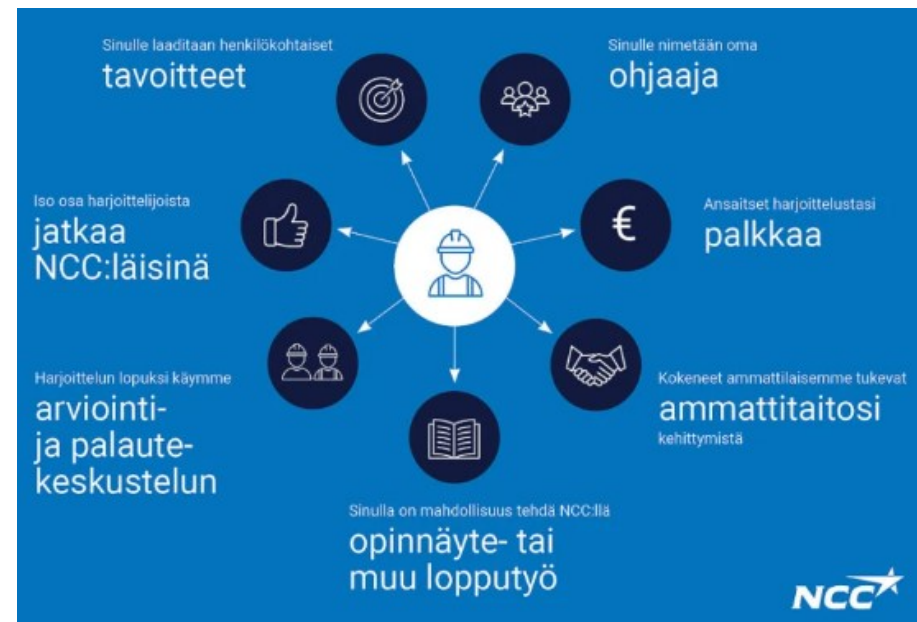 Sinulle laaditaan henkilökohtaiset
tavoitteet
Sinulle nimetään oma
ohjaaja
Iso osa harjoittelijoista
jatkaa
NCC:läisinä
€
Ansaitset harjoittelustasi
palkkaa
Harjoittelun lopuksi käymme
arviointi-
ja palaute-
keskustelun
Kokeneet ammattilaisemme tukevat
ammattitaitosi
kehittymistä
Sinulla on mahdollisuus tehdä NCC:llä
opinnäyte- tai
muu lopputyö
NCC